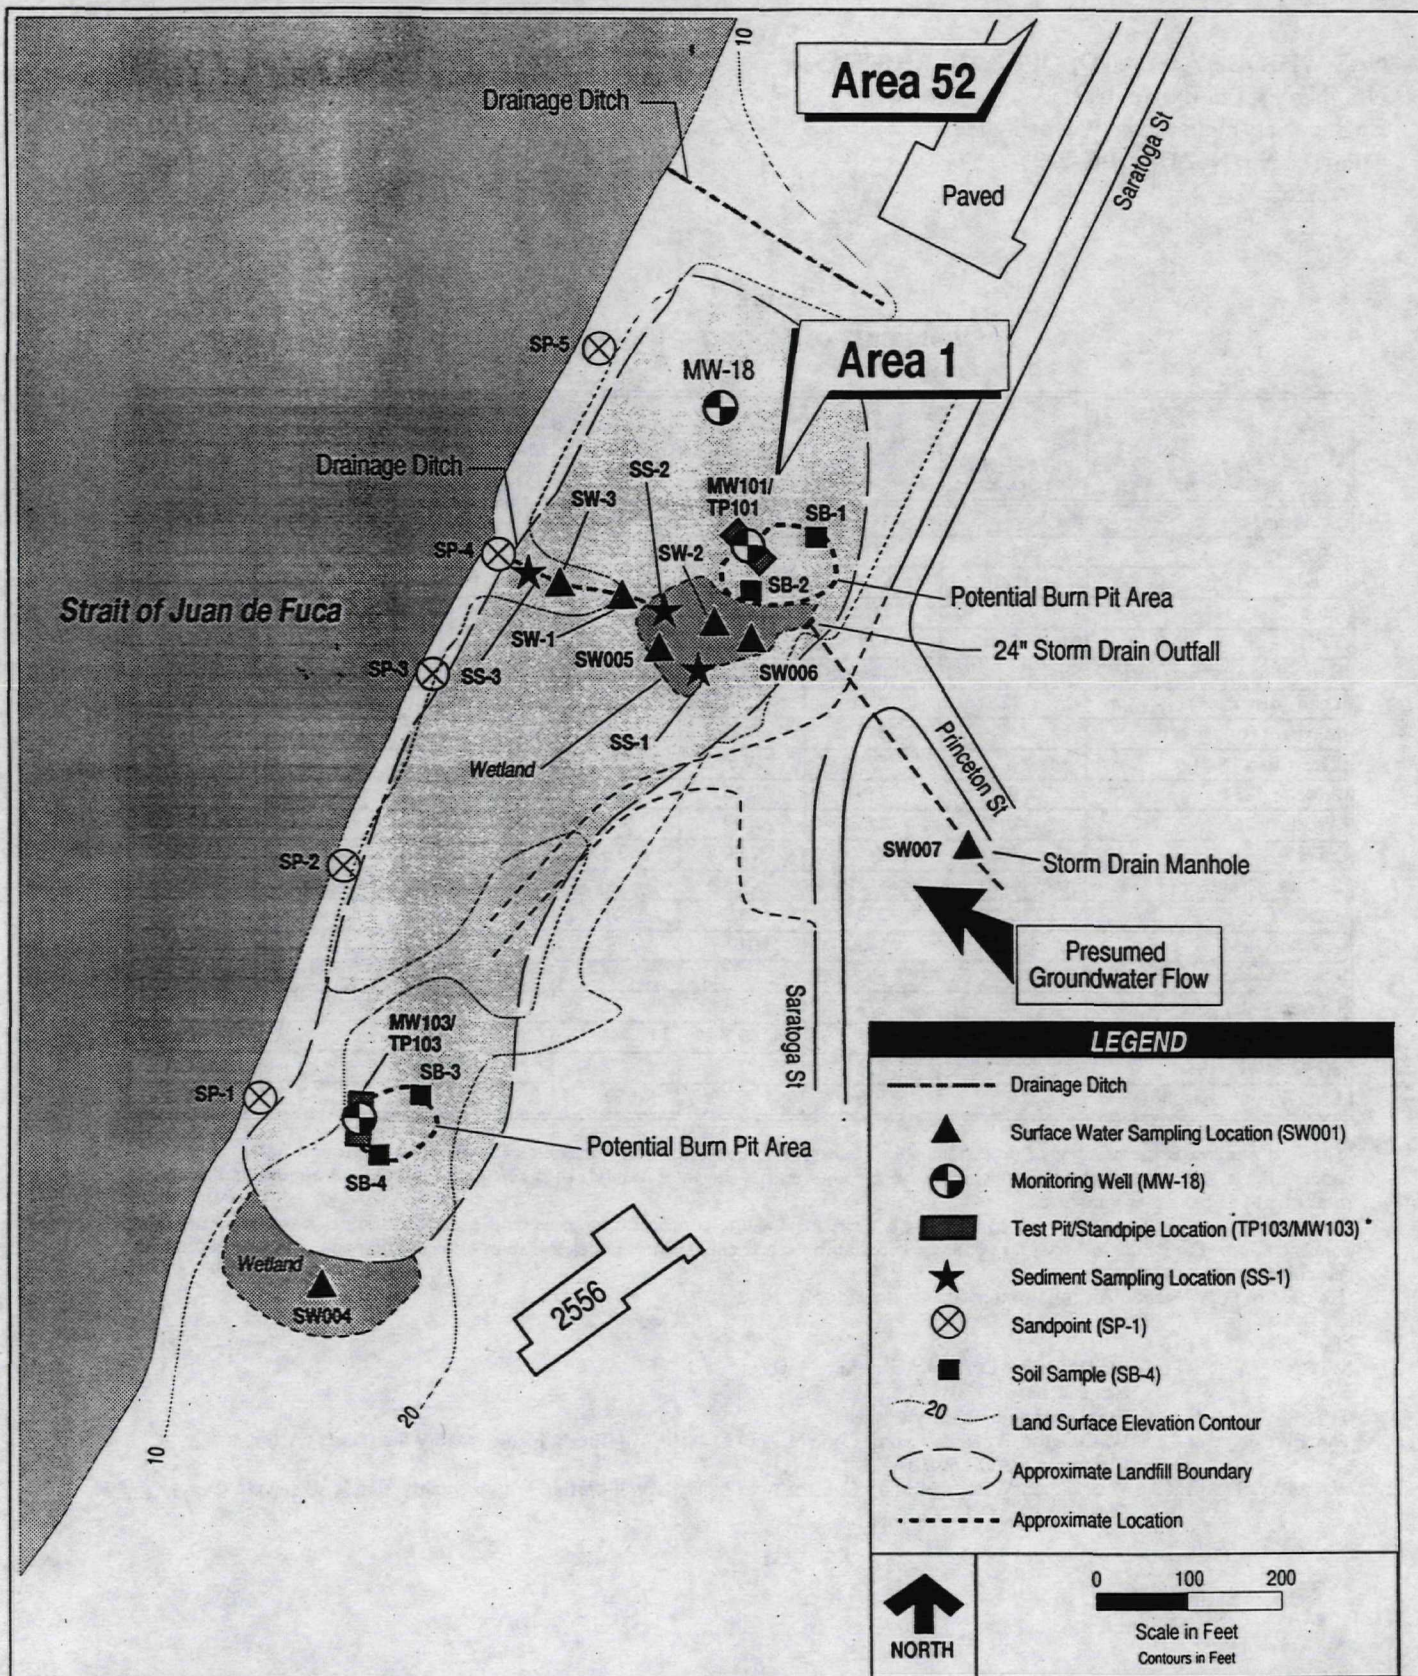 10
Area 52
Drainage Ditch
Saratoga St
Paved
SP-5
Area 1
MW-18
Drainage Ditch
SS-2
SW-3
MW101/
TP101
SB-1
SP-4
SW-2
SB-2
Potential Burn Pit Area
Strait of Juan de Fuca
SW-1
24" Storm Drain Outfall
SP-3
SS-3
SW005
SW006
SS-1
Wetland
Princeton St
SP-2
SW007
Storm Drain Manhole
Presumed
Groundwater Flow
Saratoga St
MW103/
TP103
SB-3
SP-1
Potential Burn Pit Area
SB-4
Wetland
SW004
2556
20
10
LEGEND
Drainage Ditch
Surface Water Sampling Location (SW001)
Monitoring Well (MW-18)
Test Pit/Standpipe Location (TP103/MW103) *
Sediment Sampling Location (SS-1)
Sandpoint (SP-1)
Soil Sample (SB-4)
20
Land Surface Elevation Contour
Approximate Landfill Boundary
Approximate Location
NORTH
0 100 200
Scale in Feet
Contours in Feet